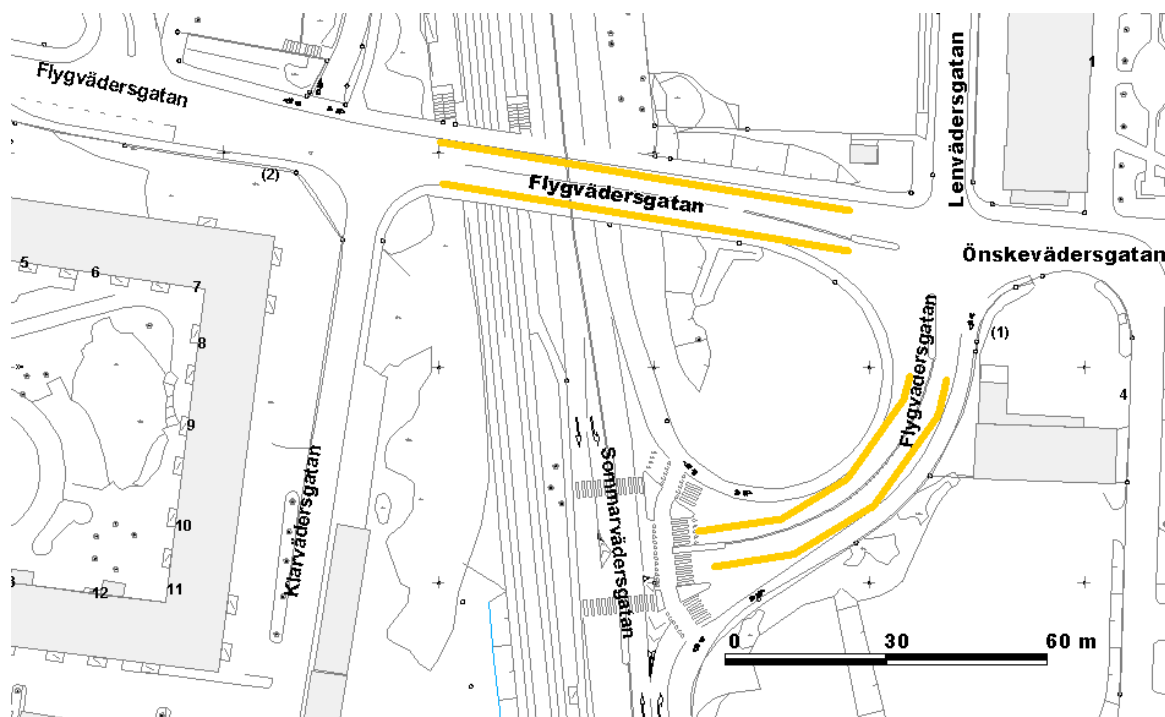 Flygvädersgatan
1
Lenvädersgatan
(2)
Flygvädersgatan
Önskevädersgatan
5
6
7
8
(1)
Flygvädersgatan
4
9
Sommarvädersgatan
Klarvädersgatan
10
11
12
3
0 30 60 m